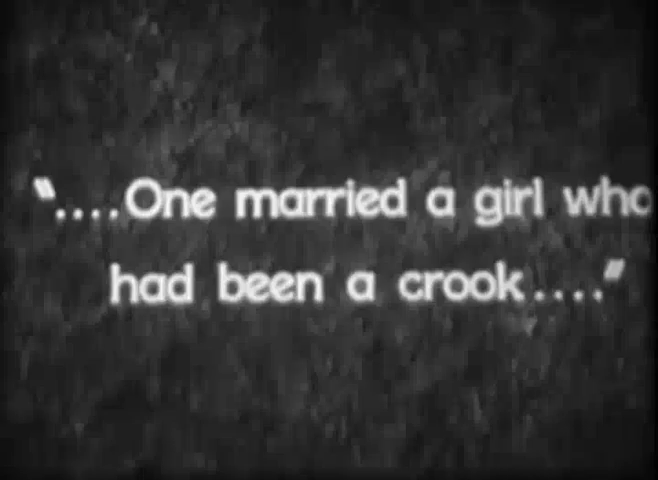 "....One married a girl who
had been a crook...."